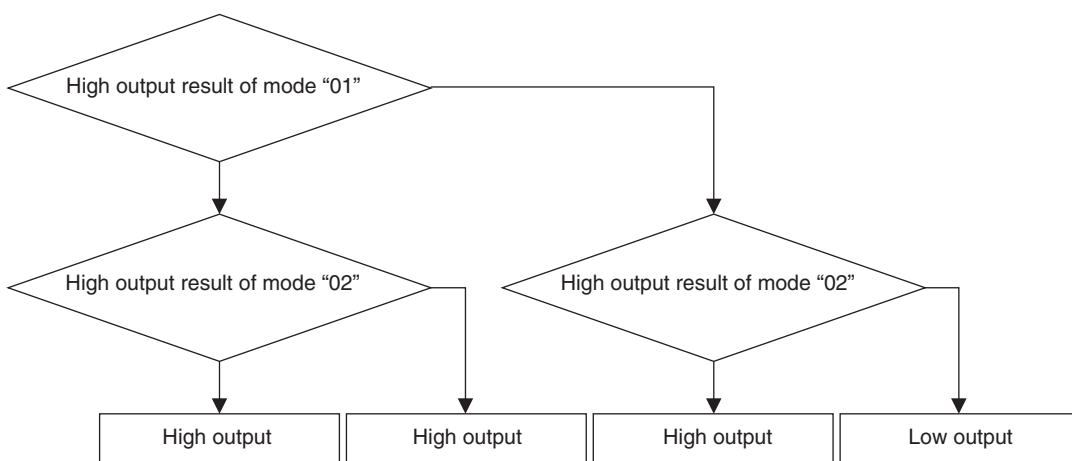 High output result of mode “01”
High output result of mode “02”
High output result of mode “02”
High output
High output
High output
Low output